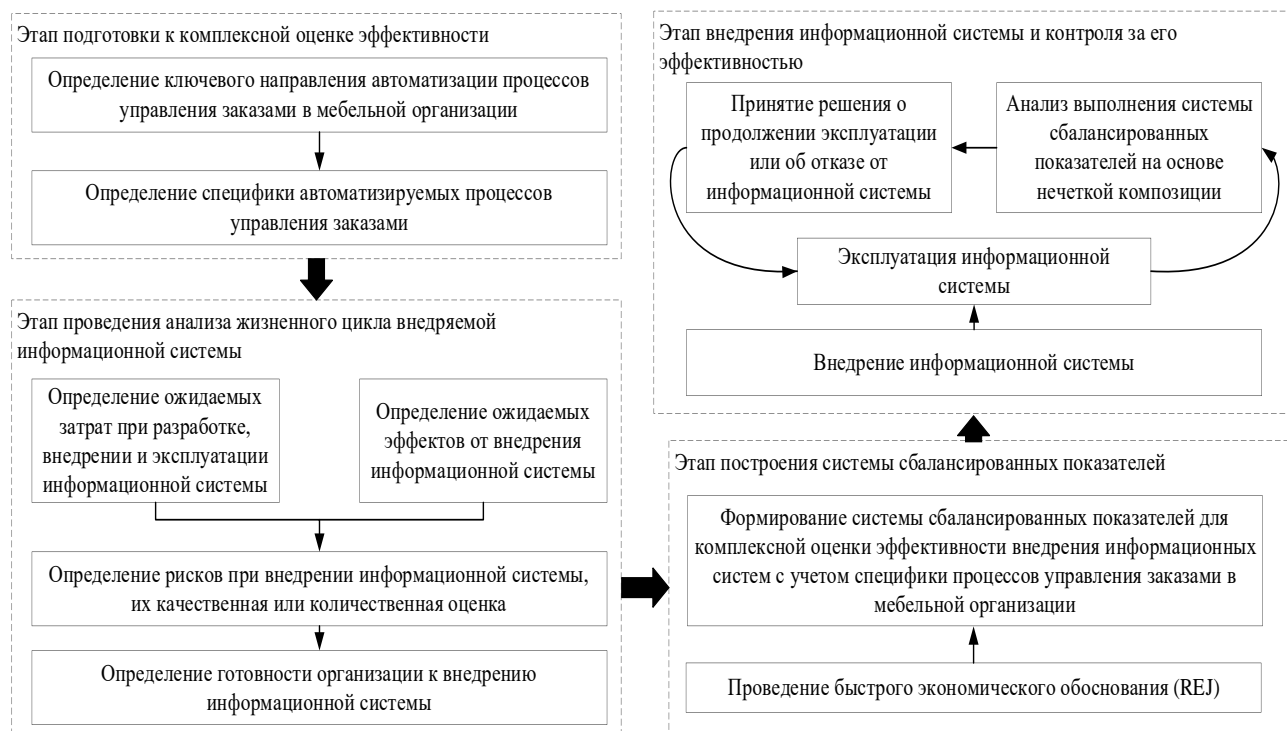 Этап подготовки к комплексной оценке эффективности
Определение ключевого направления автоматизации процессов
управления заказами в мебельной организации
Определение специфики автоматизируемых процессов
управления заказами
Этап проведения анализа жизненного цикла внедряемой
информационной системы
Определение ожидаемых
затрат при разработке,
внедрении и эксплуатации
информационной системы
Определение ожидаемых
эффектов от внедрения
информационной системы
Определение рисков при внедрении информационной системы,
их качественная или количественная оценка
Определение готовности организации к внедрению
информационной системы
Этап построения системы сбалансированных показателей
Формирование системы сбалансированных показателей для
комплексной оценки эффективности внедрения информационных
систем с учетом специфики процессов управления заказами в
мебельной организации
Проведение быстрого экономического обоснования (REJ)
Этап внедрения информационной системы и контроля за его
эффективностью
Принятие решения о
продолжении эксплуатации
или об отказе от
информационной системы
Анализ выполнения системы
сбалансированных
показателей на основе
нечеткой композиции
Эксплуатация информационной
системы
Внедрение информационной системы